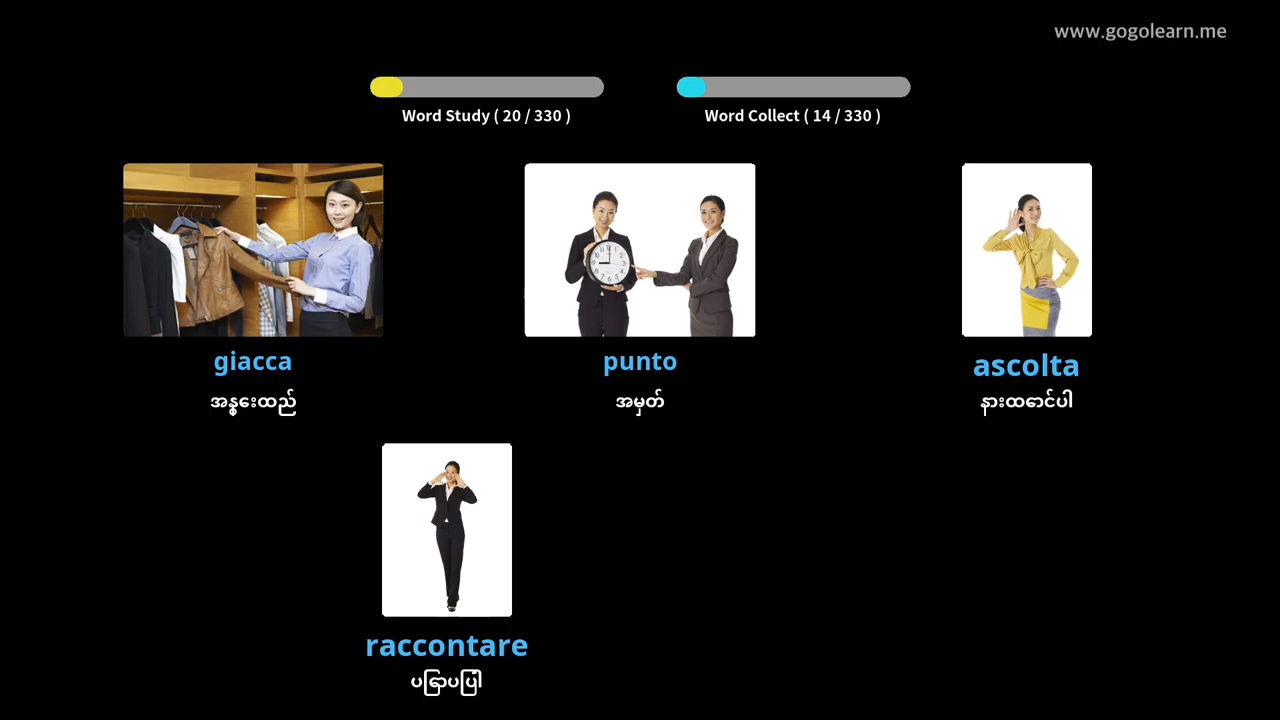 www.gogolearn.me
Word Study ( 20 / 330 )
Word Collect ( 14 / 330 )
giacca
punto
ascolta
အနွေးထည်
အမှတ်
နားထောင်ပါ
raccontare
ပြောပြပါ